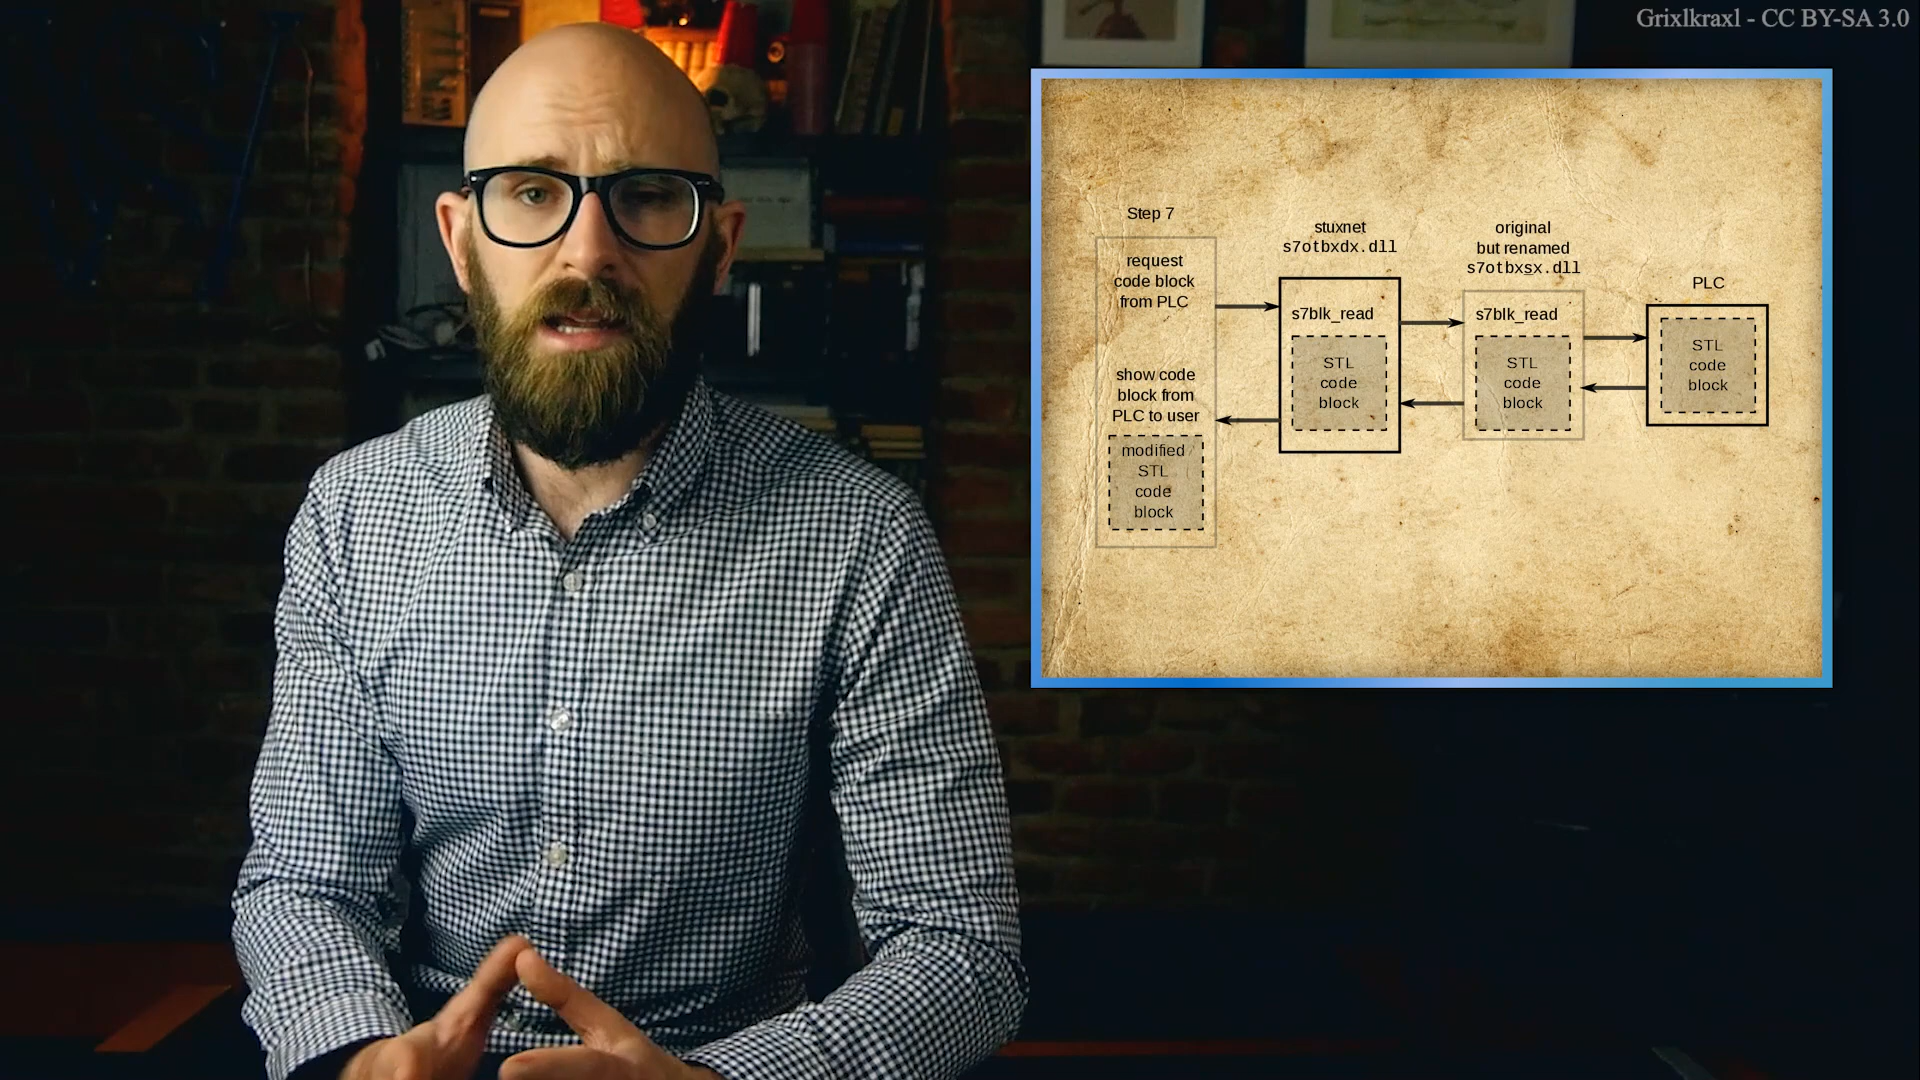 Grixlkraxl - CC BY-SA 3.0
Step 7
request
code block
from PLC
show code
block from
PLC to user
modified
STL
code
block
stuxnet
s7otbxdx.dll
s7blk_read
STL
code
block
original
but renamed
s7otbxsx.dll
s7blk_read
STL
code
block
PLC
STL
code
block